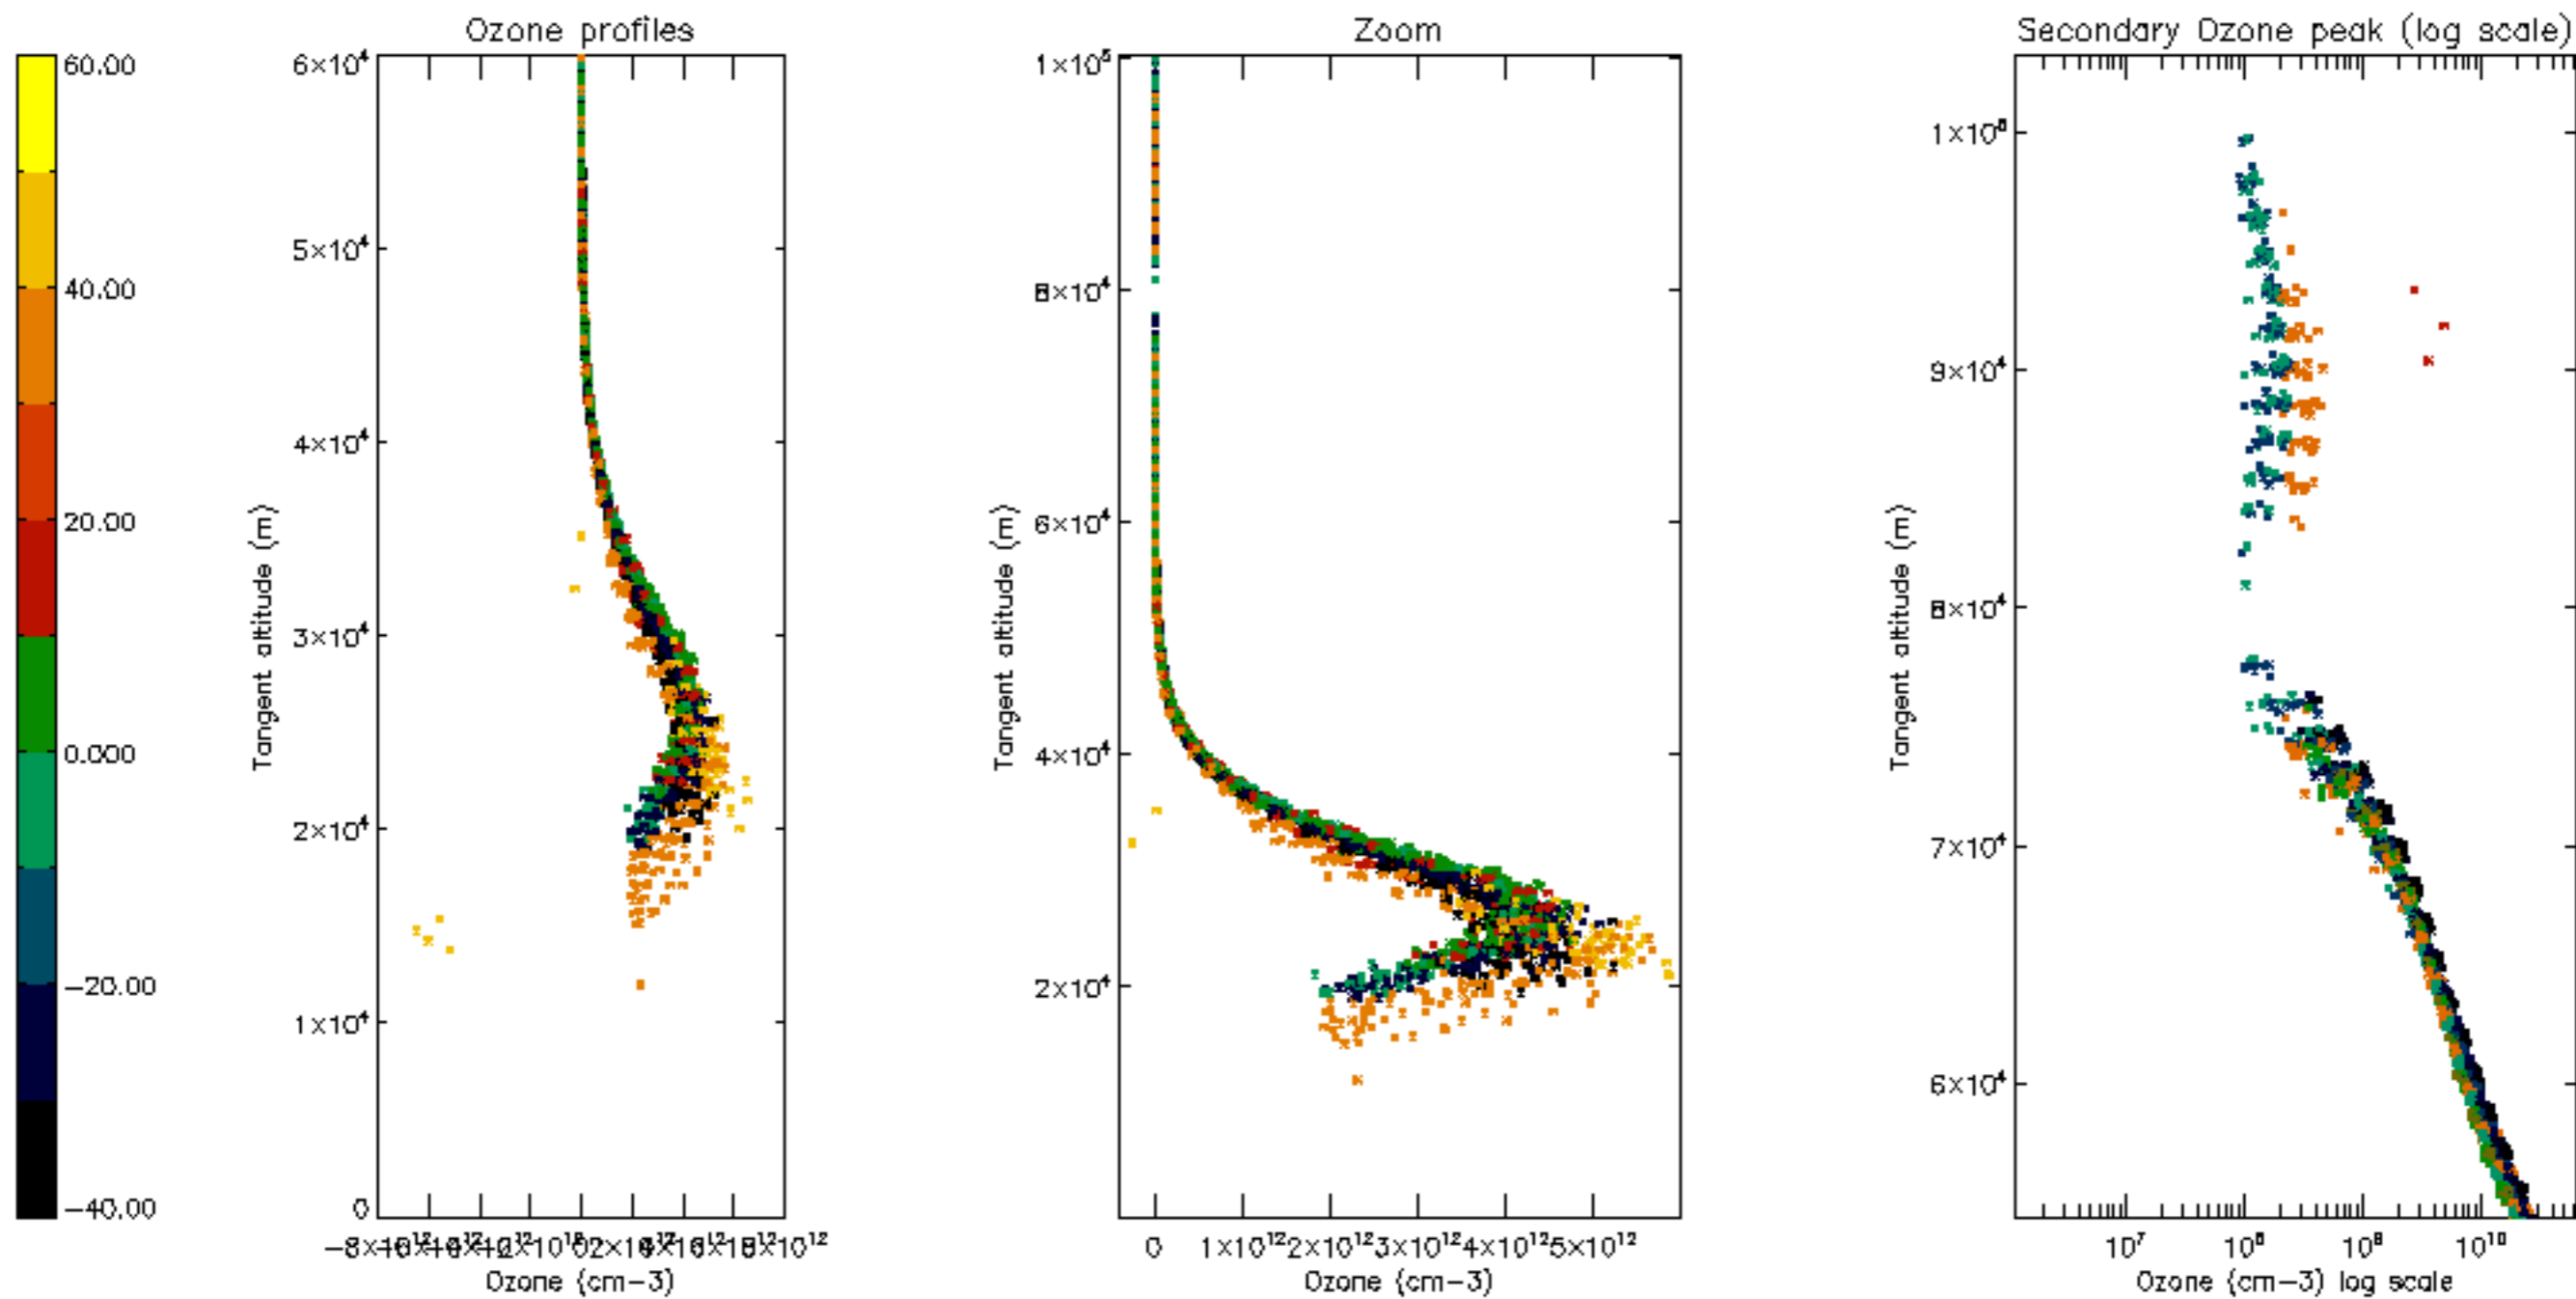 Ozone profiles
Zoom
Secondary Ozone peak (log scale)
60.00
40.00
20.00
0.000
−20.00
−40.00
6×10⁴
5×10⁴
4×10⁴
3×10⁴
2×10⁴
1×10⁴
0
Tangent altitude (m)
Ozone (cm−3)
1×10⁵
8×10⁴
6×10⁴
4×10⁴
2×10⁴
Tangent altitude (m)
0 1×10¹² 2×10¹² 3×10¹² 4×10¹² 5×10¹²
Ozone (cm−3)
9×10⁴
8×10⁴
7×10⁴
6×10⁴
Tangent altitude (m)
10⁷ 10⁸ 10⁹ 10¹⁰
Ozone (cm−3) log scale